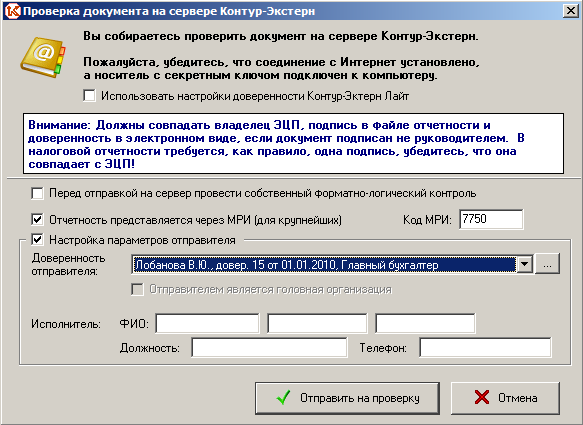 Проверка документа на сервере Контур-Экстерн
Вы собираетесь проверить документ на сервере Контур-Экстерн.
Пожалуйста, убедитесь, что соединение с Интернет установлено,
а носитель с секретным ключом подключен к компьютеру.
Использовать настройки доверенности Контур-Эктерн Лайт
Внимание: Должны совпадать владелец ЭЦП, подпись в файле отчетности и
доверенность в электронном виде, если документ подписан не руководителем. В
налоговой отчетности требуется, как правило, одна подпись, убедитесь, что она
совпадает с ЭЦП!
Перед отправкой на сервер провести собственный форматно-логический контроль
Отчетность представляется через МРИ (для крупнейших) Код МРИ: 7750
Настройка параметров отправителя
Доверенность
отправителя: Лобанова В.Ю., довер. 15 от 01.01.2010, Главный бухгалтер ...
Отправителем является головная организация
Исполнитель: ФИО:
Должность: Телефон:
Отправить на проверку Отмена